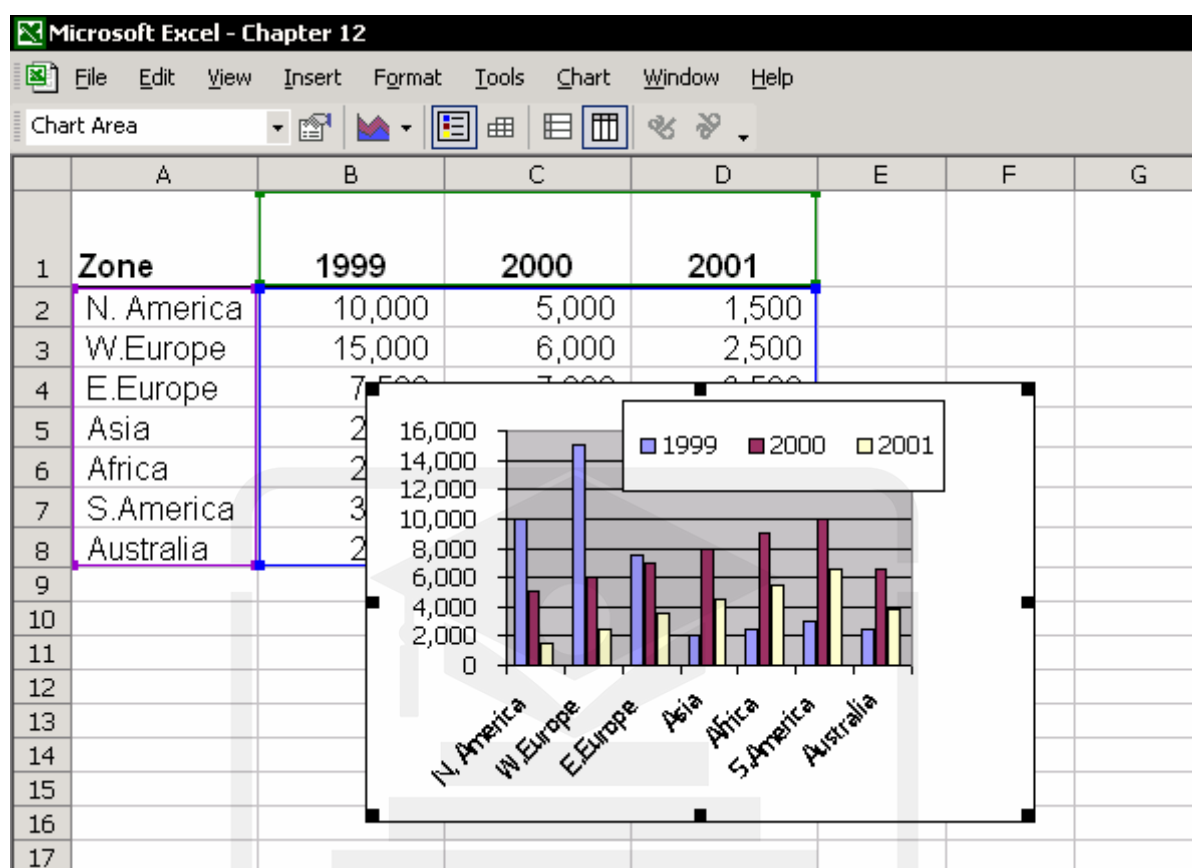 Microsoft Excel - Chapter 12
File Edit View Insert Format Tools Chart Window Help
Chart Area
A B C D E F G
1 Zone 1999 2000 2001
2 N. America 10,000 5,000 1,500
3 W.Europe 15,000 6,000 2,500
4 E.Europe
5 Asia
6 Africa
7 S.America
8 Australia
9
10
11
12
13
14
15
16
17
1999 2000 2001
16,000
14,000
12,000
10,000
8,000
6,000
4,000
2,000
0
N. America W.Europe E.Europe Asia Africa S.America Australia